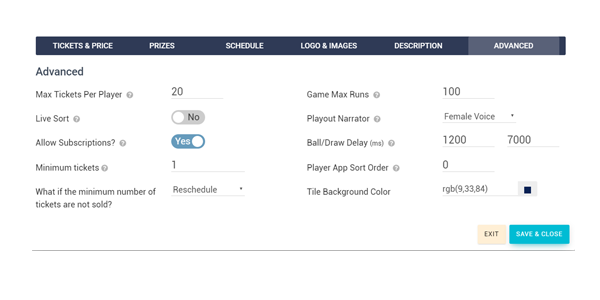 TICKETS & PRICE PRIZES SCHEDULE LOGO & IMAGES DESCRIPTION ADVANCED
Advanced
Max Tickets Per Player ? 20 Game Max Runs ? 100
Live Sort ? No Playout Narrator ? Female Voice
Allow Subscriptions? ? Yes Ball/Draw Delay (ms) ? 1200 7000
Minimum tickets ? 1 Player App Sort Order ? 0
What if the minimum number of Reschedule Tile Background Color rgb(9,33,84)
tickets are not sold?
EXIT SAVE & CLOSE